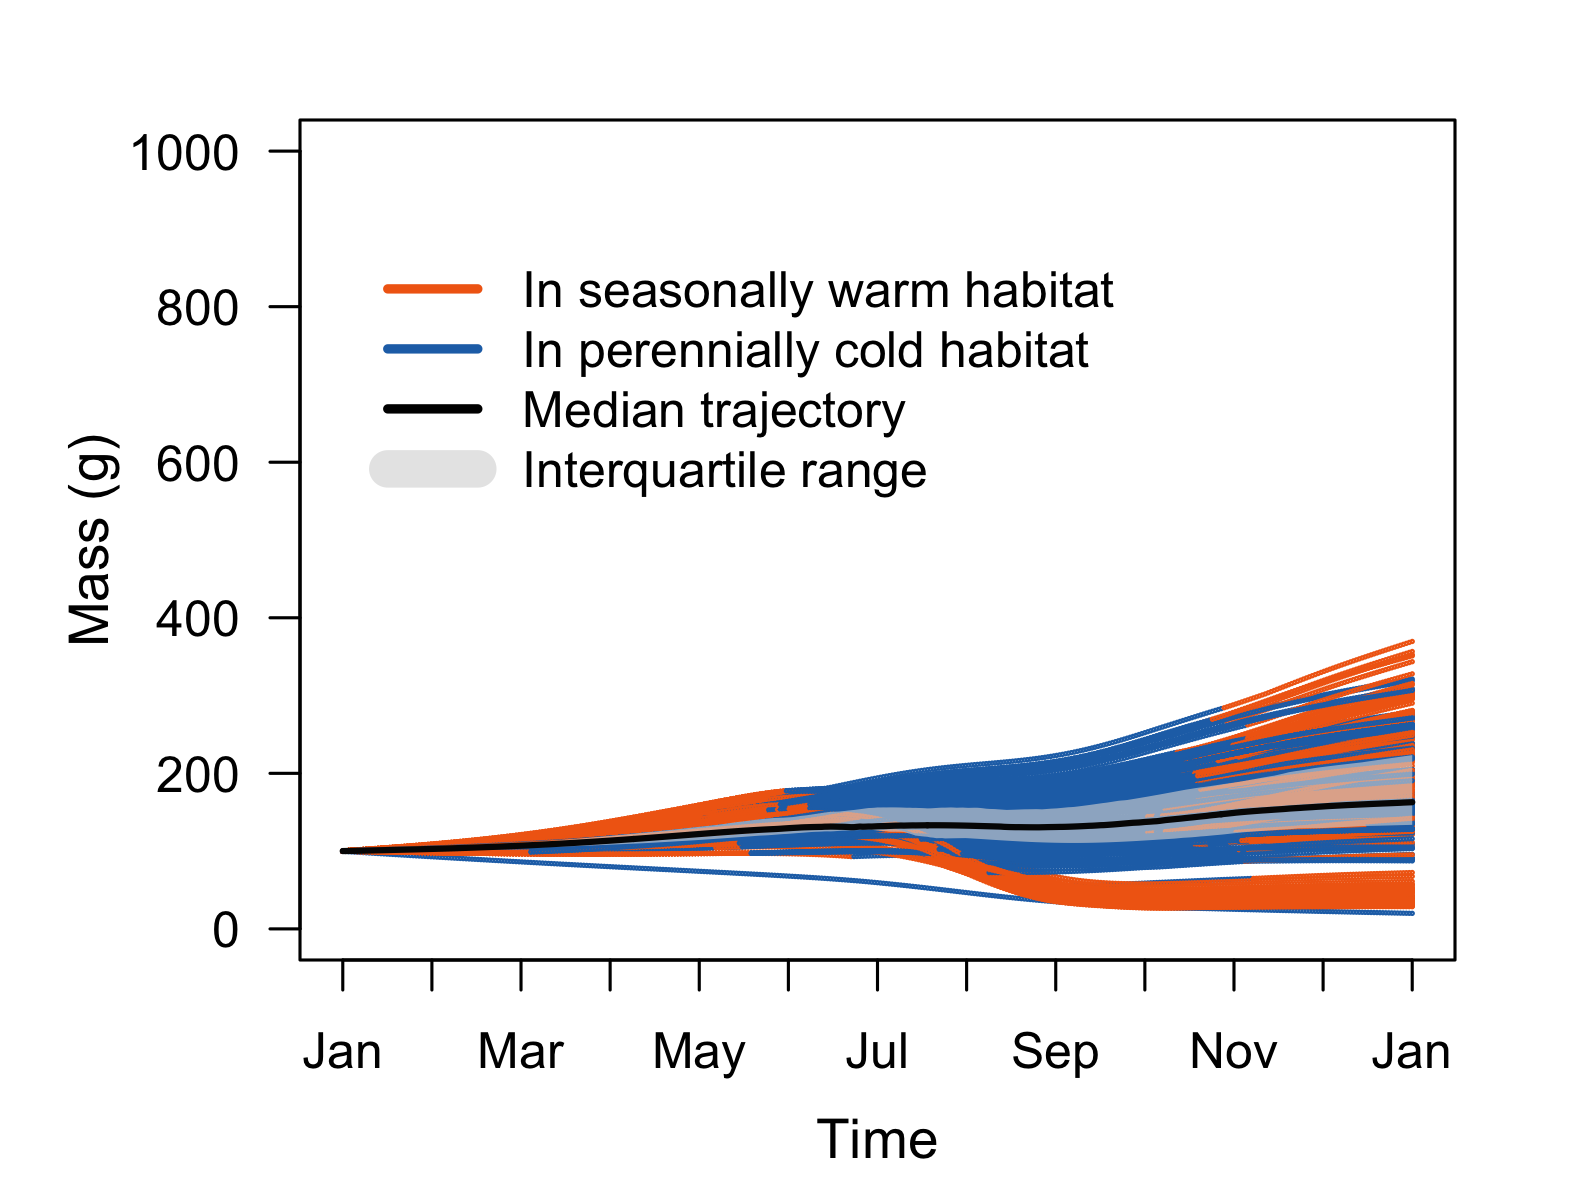 1000
800
600
400
200
0
Mass (g)
In seasonally warm habitat
In perennially cold habitat
Median trajectory
Interquartile range
Jan Mar May Jul Sep Nov Jan
Time